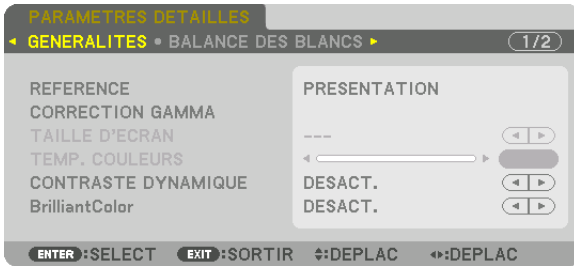 PARAMETRES DETAILLES
GENERALITES • BALANCE DES BLANCS 1/2
REFERENCE PRESENTATION
CORRECTION GAMMA
TAILLE D'ECRAN ---
TEMP. COULEURS
CONTRASTE DYNAMIQUE DESACT.
BrilliantColor DESACT.
ENTER :SELECT EXIT :SORTIR :DEPLAC :DEPLAC